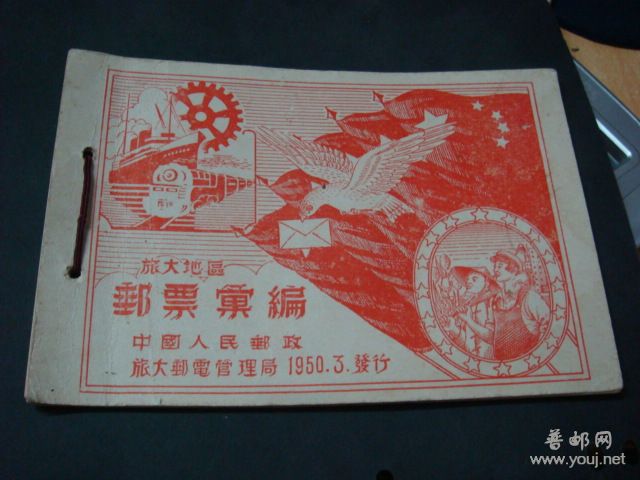 旅大地區
郵票彙編
中國人民郵政
旅大郵電管理局 1950.3.發行
普邮网
www.youj.net